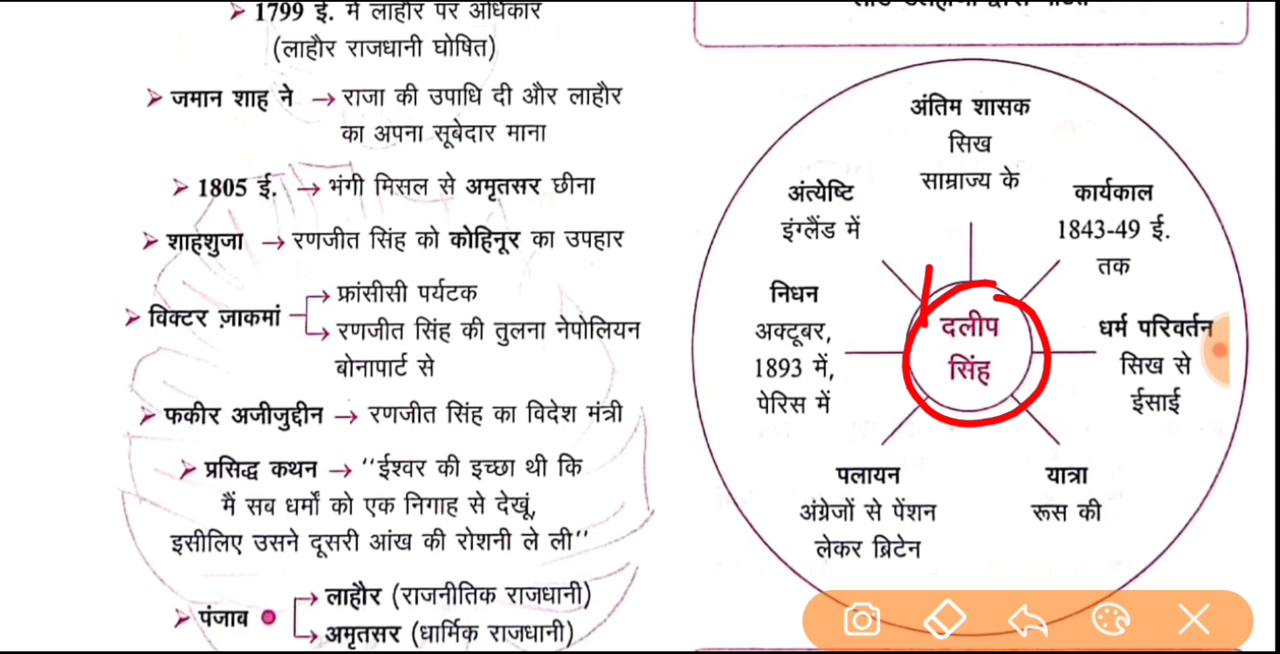 ➤ 1799 ई. में लाहौर पर अधिकार
(लाहौर राजधानी घोषित)
➤ जमान शाह ने → राजा की उपाधि दी और लाहौर
का अपना सूबेदार माना
➤ 1805 ई. → भंगी मिसल से अमृतसर छीना
➤ शाहशुजा → रणजीत सिंह को कोहिनूर का उपहार
➤ विक्टर ज़ाकमां → फ्रांसीसी पर्यटक
→ रणजीत सिंह की तुलना नेपोलियन
बोनापार्ट से
➤ फकीर अजीजुद्दीन → रणजीत सिंह का विदेश मंत्री
➤ प्रसिद्ध कथन → "ईश्वर की इच्छा थी कि
मैं सब धर्मों को एक निगाह से देखूं,
इसीलिए उसने दूसरी आंख की रोशनी ले ली"
➤ पंजाब → लाहौर (राजनीतिक राजधानी)
→ अमृतसर (धार्मिक राजधानी)
अंतिम शासक
सिख
साम्राज्य के
कार्यकाल
1843-49 ई.
तक
धर्म परिवर्तन
सिख से
ईसाई
यात्रा
रूस की
पलायन
अंग्रेजों से पेंशन
लेकर ब्रिटेन
निधन
अक्टूबर,
1893 में,
पेरिस में
अंत्येष्टि
इंग्लैंड में
दलीप
सिंह